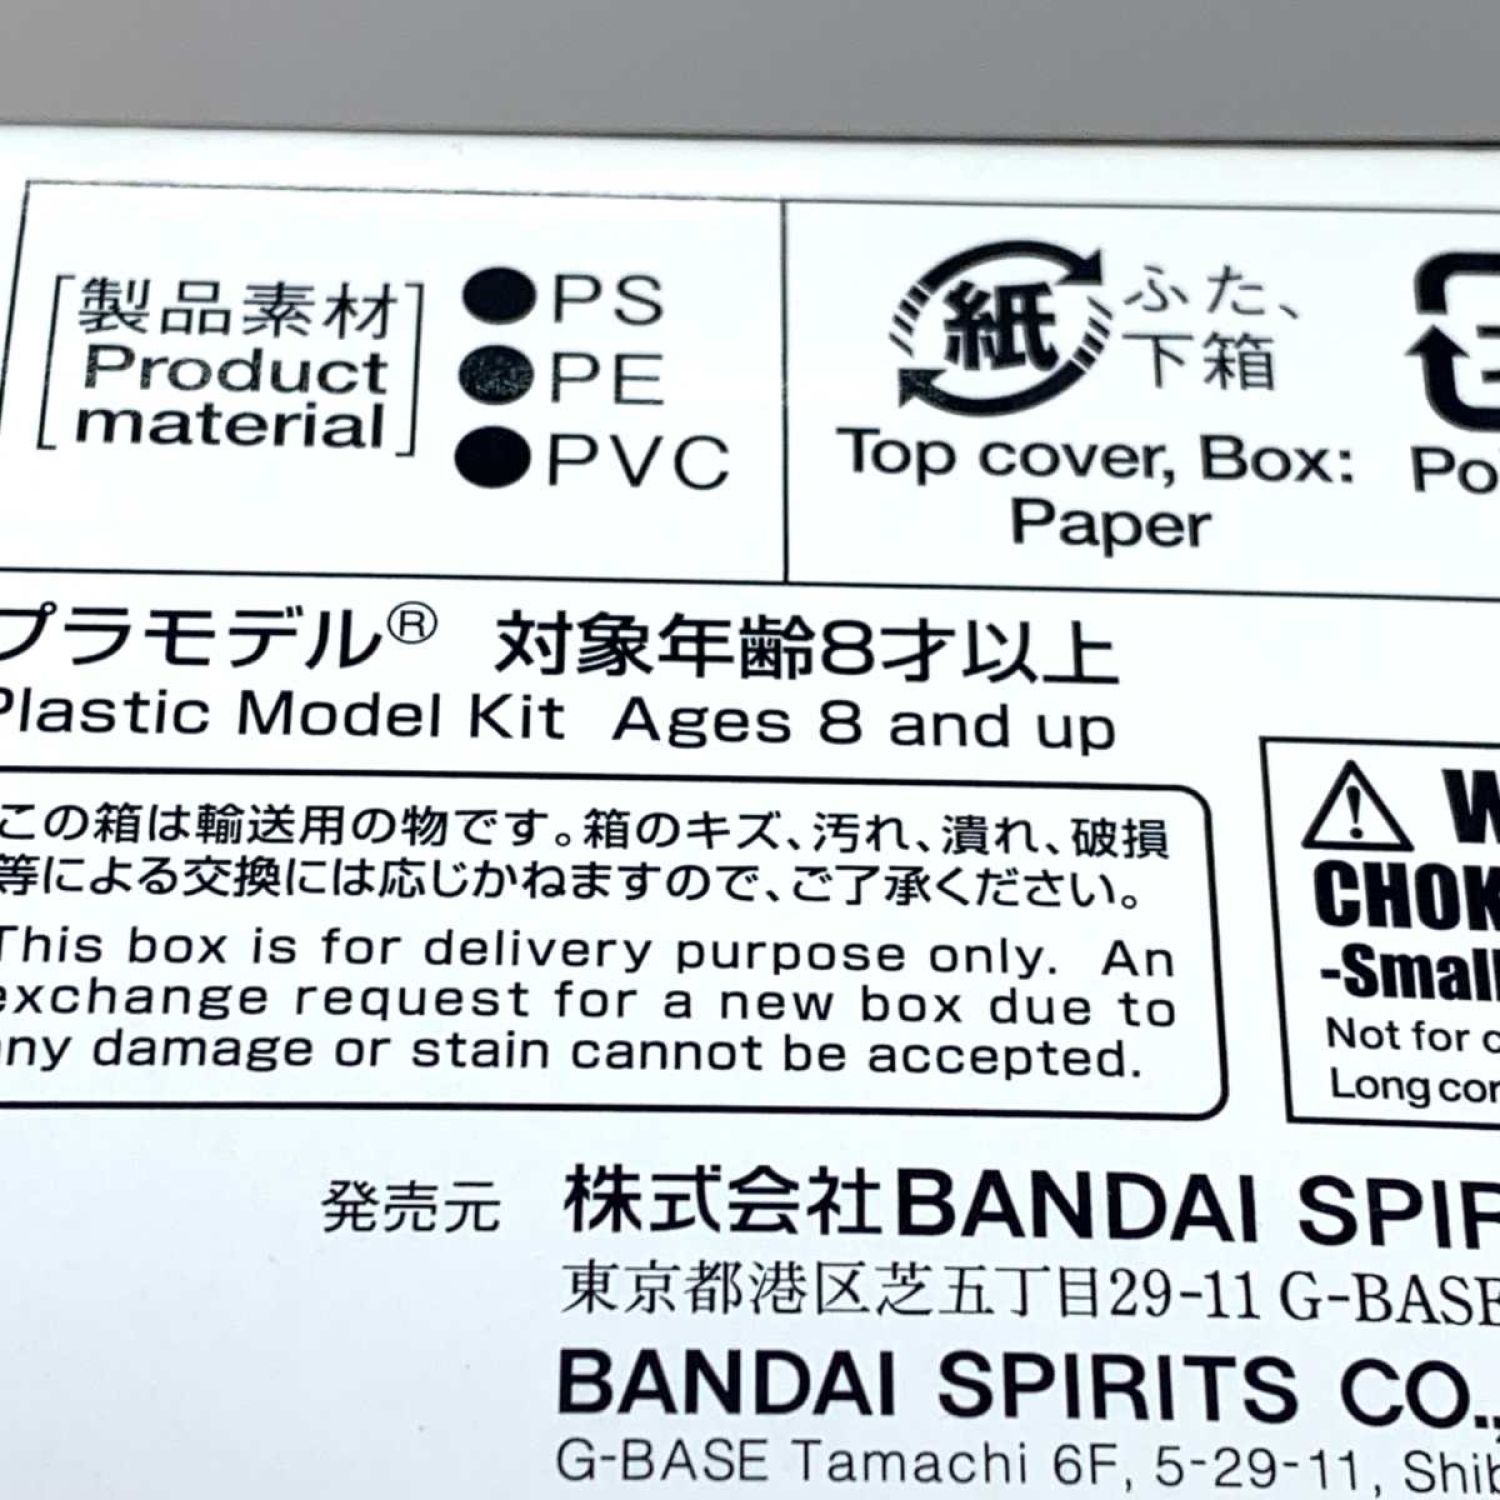 製品素材
Product
material
●PS
●PE
●PVC
紙
ふた、
下箱
Top cover, Box:
Paper
プラモデル® 対象年齢8才以上
Plastic Model Kit Ages 8 and up
この箱は輸送用の物です。箱のキズ、汚れ、潰れ、破損
等による交換には応じかねますので、ご了承ください。
This box is for delivery purpose only. An
exchange request for a new box due to
any damage or stain cannot be accepted.
-Small
Not for
Long
発売元 株式会社BANDAI
東京都港区芝五丁目29-11 G-BASE
BANDAI SPIRITS CO.,
G-BASE Tamachi 6F, 5-29-11,